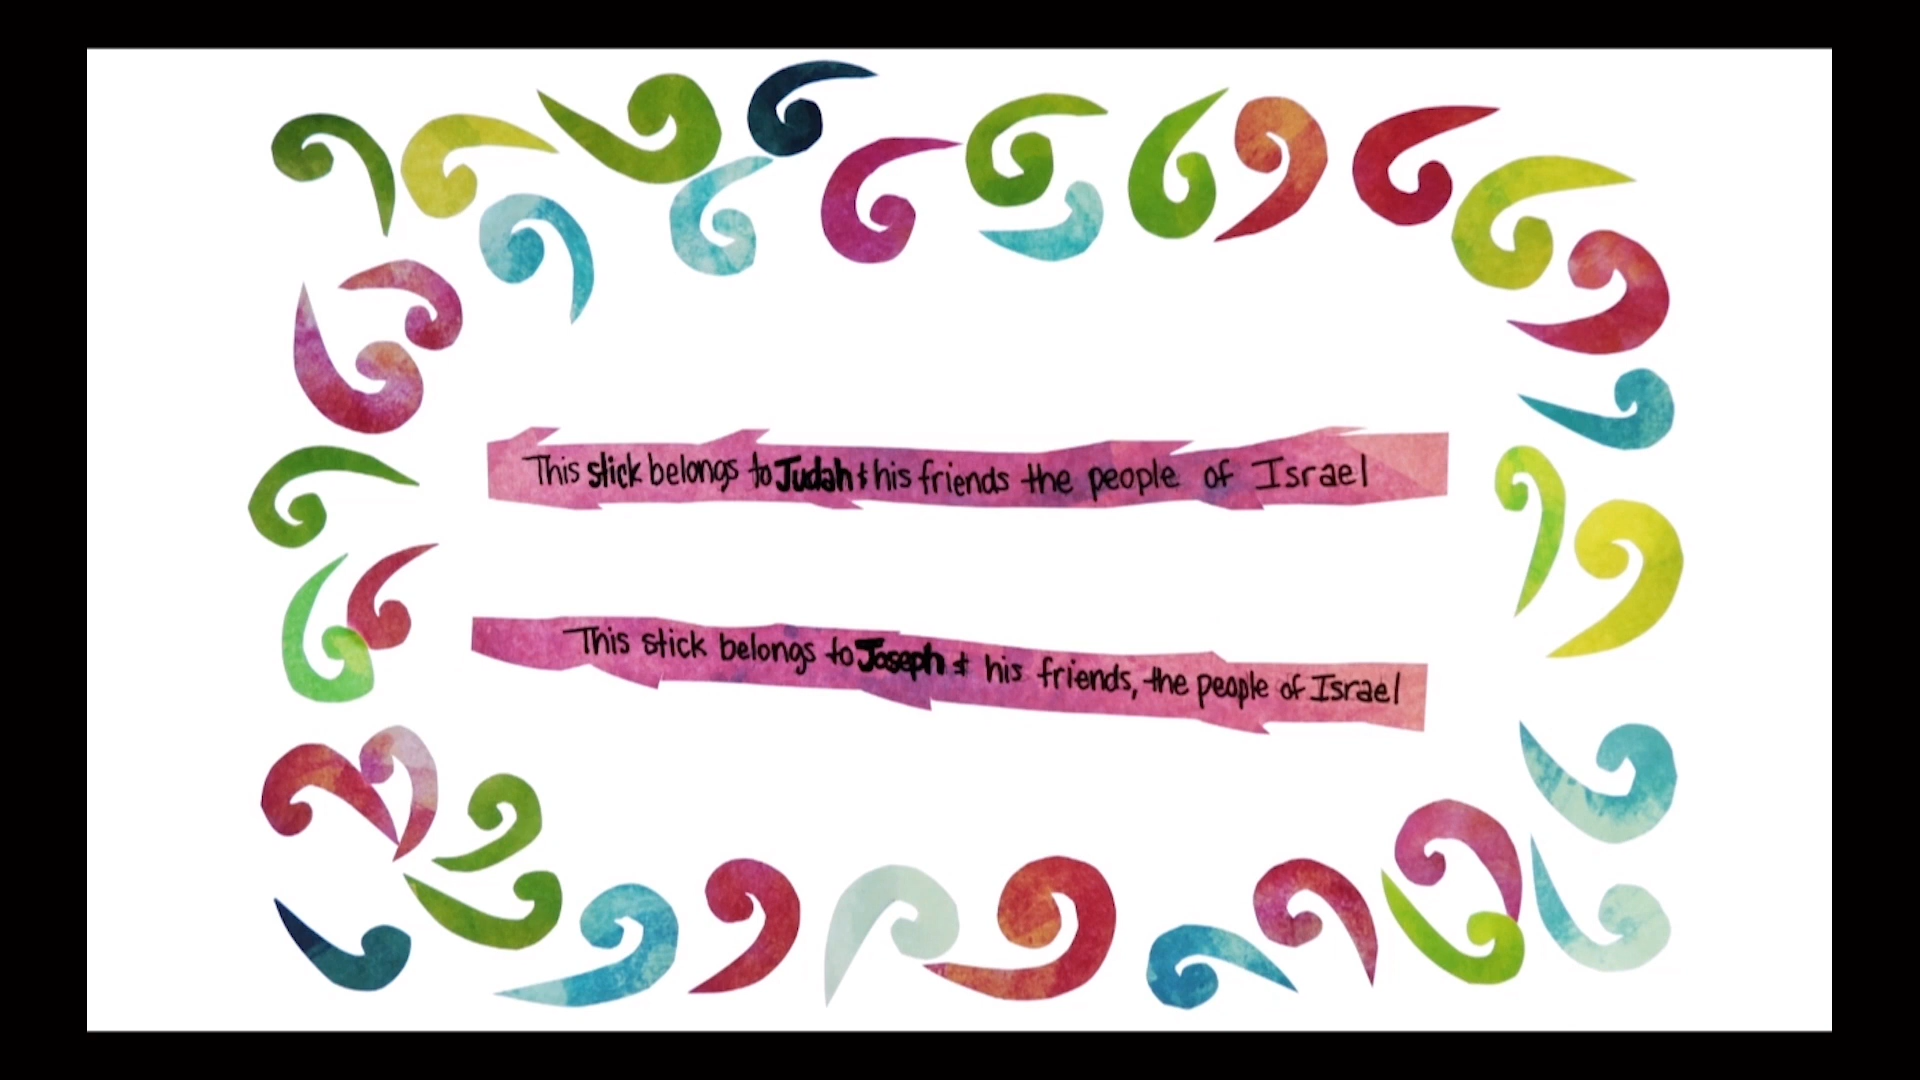 This stick belongs to Judah & his friends the people of Israel
This stick belongs to Joseph & his friends, the people of Israel